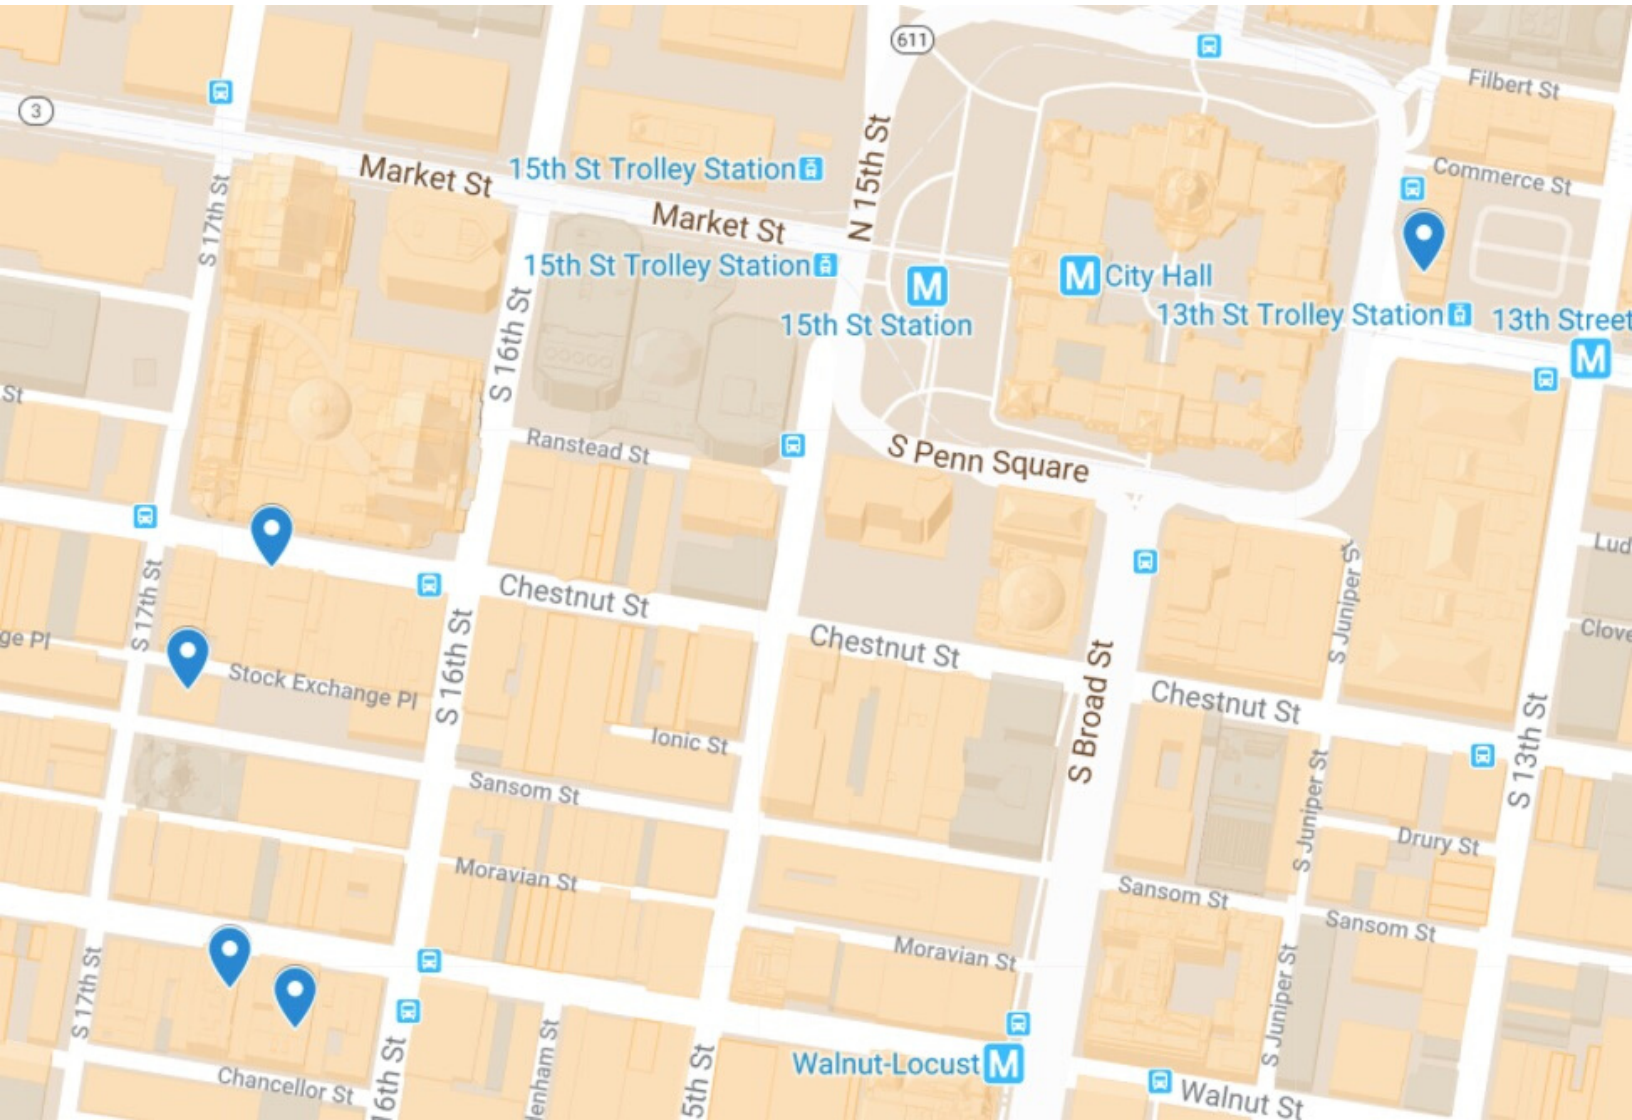 611
Filbert St
3
N 15th St
Market St
15th St Trolley Station
Commerce St
S 17th St
Market St
15th St Trolley Station
M City Hall
M
15th St Station
13th St Trolley Station
13th Street
M
S 16th St
St
Ranstead St
S Penn Square
S Juniper St
Lud
S 17th St
Chestnut St
ge Pl
Chestnut St
Clove
S 16th St
Stock Exchange Pl
S Broad St
Chestnut St
Ionic St
S 13th St
Sansom St
S Juniper St
Drury St
Moravian St
Sansom St
Sansom St
Moravian St
S 17th St
S Juniper St
Walnut-Locust M
16th St
lenham St
5th St
Chancellor St
Walnut St